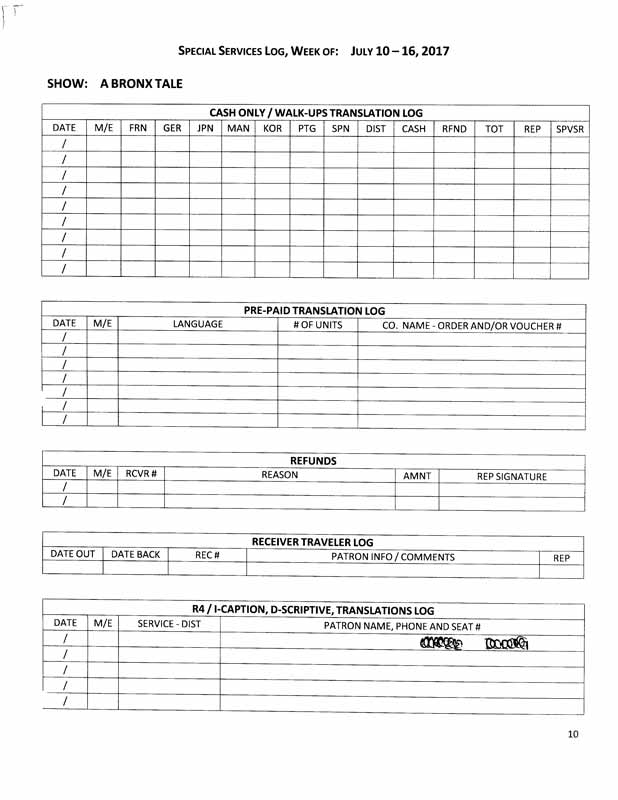 SPECIAL SERVICES LOG, WEEK OF: JULY 10 – 16, 2017
SHOW: A BRONX TALE
CASH ONLY / WALK-UPS TRANSLATION LOG
DATE M/E FRN GER JPN MAN KOR PTG SPN DIST CASH RFND TOT REP SPVSR
/
/
/
/
/
/
/
/
/
PRE-PAID TRANSLATION LOG
DATE M/E LANGUAGE # OF UNITS CO. NAME - ORDER AND/OR VOUCHER #
/
/
/
/
/
/
/
REFUNDS
DATE M/E RCVR # REASON AMNT REP SIGNATURE
/
/
RECEIVER TRAVELER LOG
DATE OUT DATE BACK REC # PATRON INFO / COMMENTS REP
R4 / I-CAPTION, D-SCRIPTIVE, TRANSLATIONS LOG
DATE M/E SERVICE - DIST PATRON NAME, PHONE AND SEAT #
/
/
/
/
/
10